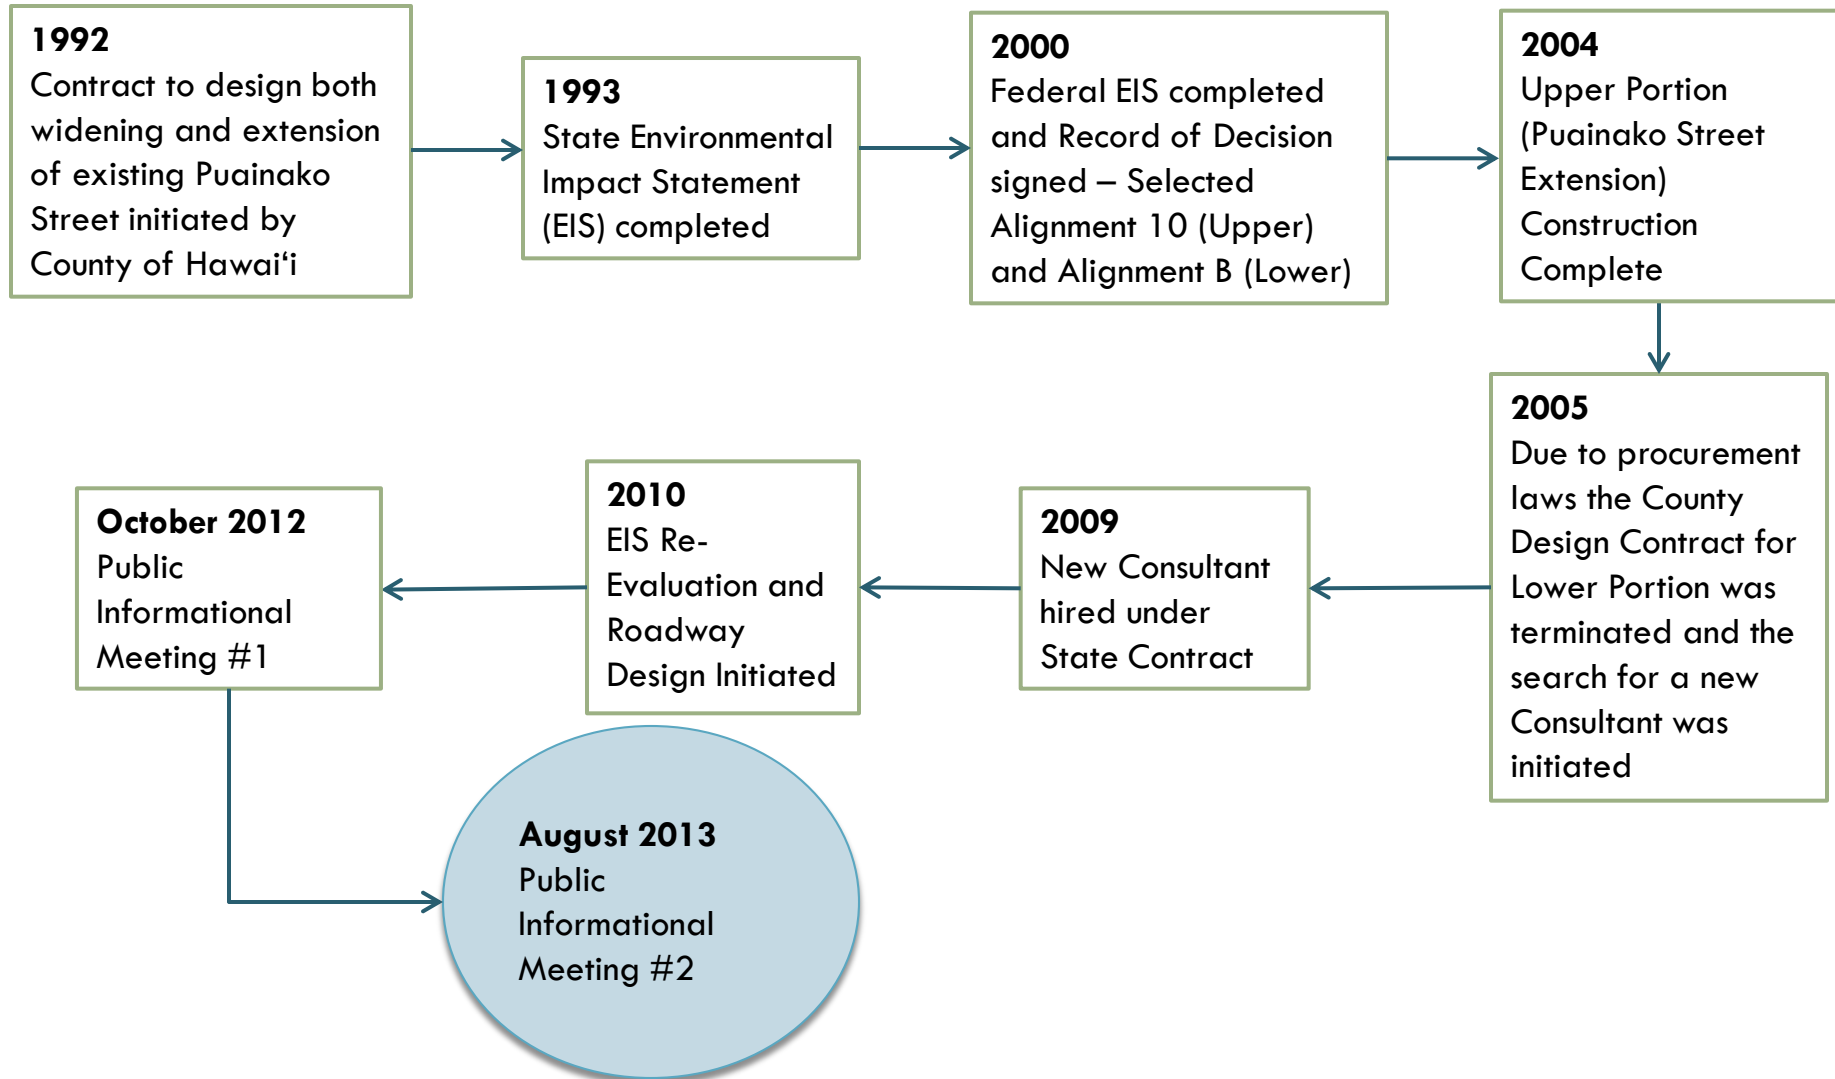 1992
Contract to design both
widening and extension
of existing Puainako
Street initiated by
County of Hawai‘i
1993
State Environmental
Impact Statement
(EIS) completed
2000
Federal EIS completed
and Record of Decision
signed – Selected
Alignment 10 (Upper)
and Alignment B (Lower)
2004
Upper Portion
(Puainako Street
Extension)
Construction
Complete
2005
Due to procurement
laws the County
Design Contract for
Lower Portion was
terminated and the
search for a new
Consultant was
initiated
2009
New Consultant
hired under
State Contract
2010
EIS Re-
Evaluation and
Roadway
Design Initiated
October 2012
Public
Informational
Meeting #1
August 2013
Public
Informational
Meeting #2